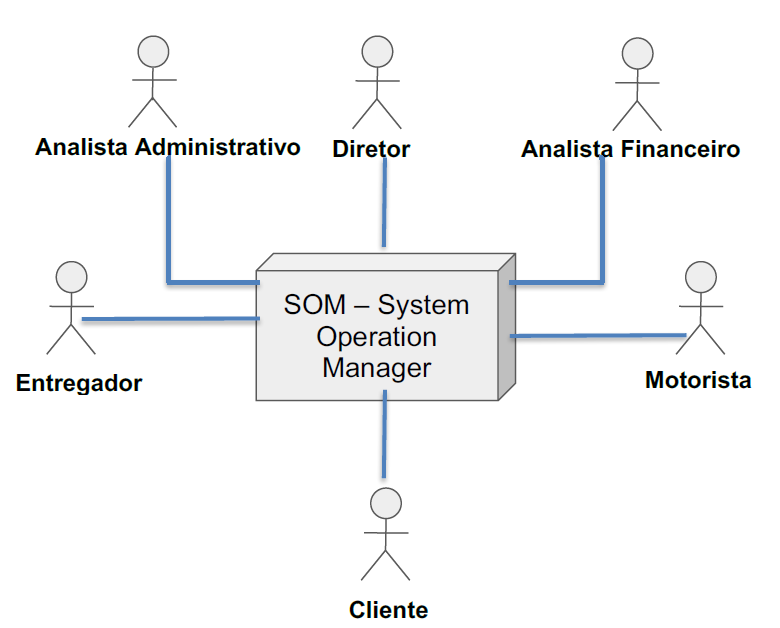 Analista Administrativo
Diretor
Analista Financeiro
SOM – System
Operation
Manager
Entregador
Motorista
Cliente